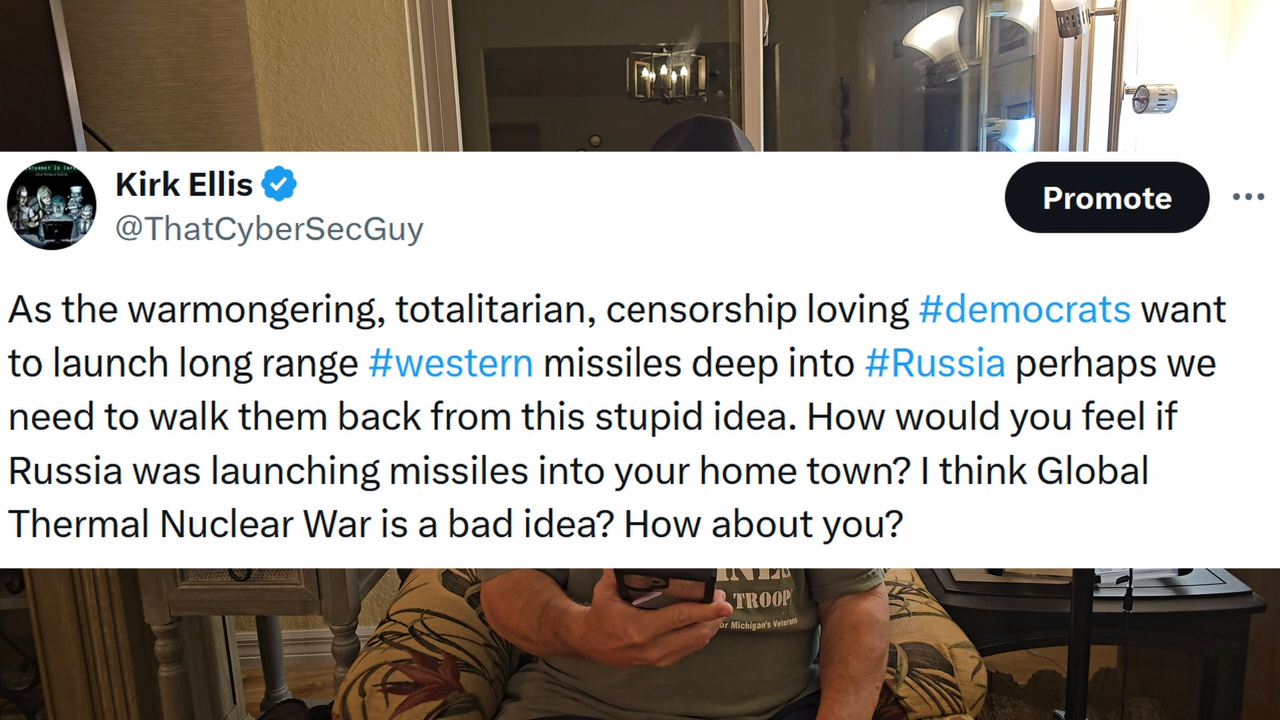 Kirk Ellis
@ThatCyberSecGuy
Promote
As the warmongering, totalitarian, censorship loving #democrats want
to launch long range #western missiles deep into #Russia perhaps we
need to walk them back from this stupid idea. How would you feel if
Russia was launching missiles into your home town? I think Global
Thermal Nuclear War is a bad idea? How about you?
TROOP
or Michigan's Veterans